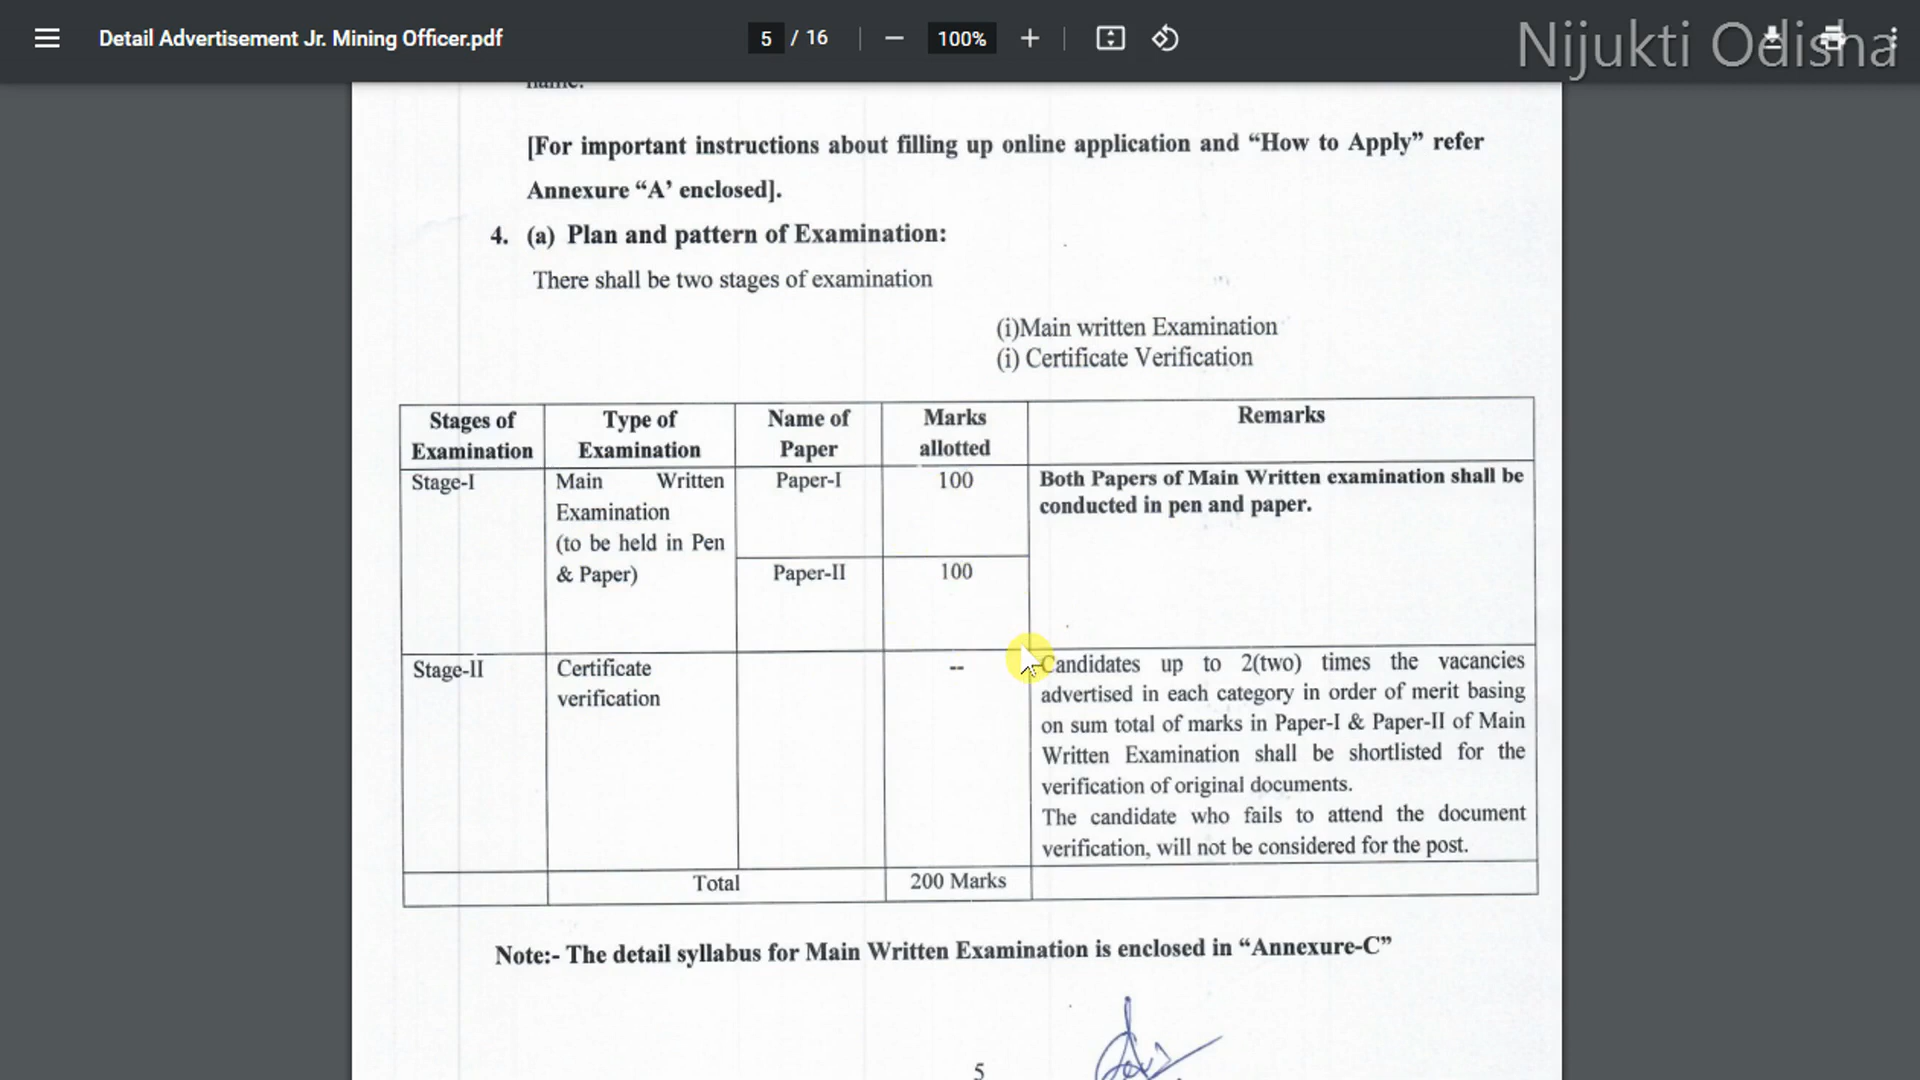 Detail Advertisement Jr. Mining Officer.pdf
5 / 16
100%
Nijukti Odisha
name.
[For important instructions about filling up online application and “How to Apply” refer
Annexure “A’ enclosed].
4. (a) Plan and pattern of Examination:
There shall be two stages of examination
(i)Main written Examination
(i) Certificate Verification
Stages of Examination
Type of Examination
Name of Paper
Marks allotted
Remarks
Stage-I
Main Written
Examination
(to be held in Pen
& Paper)
Paper-I
100
Both Papers of Main Written examination shall be
conducted in pen and paper.
Paper-II
100
Stage-II
Certificate
verification
--
Candidates up to 2(two) times the vacancies
advertised in each category in order of merit basing
on sum total of marks in Paper-I & Paper-II of Main
Written Examination shall be shortlisted for the
verification of original documents.
The candidate who fails to attend the document
verification, will not be considered for the post.
Total
200 Marks
Note:- The detail syllabus for Main Written Examination is enclosed in “Annexure-C”
5